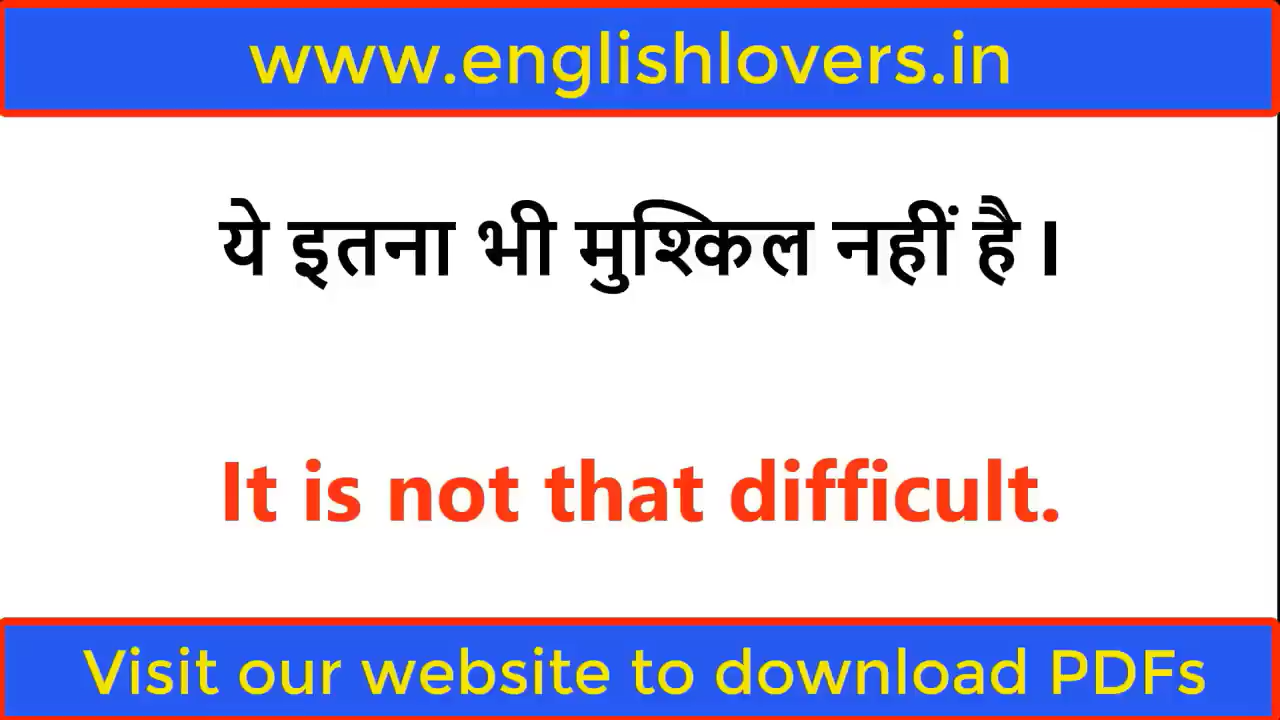 www.englishlovers.in
ये इतना भी मुश्किल नहीं है ।
It is not that difficult.
Visit our website to download PDFs